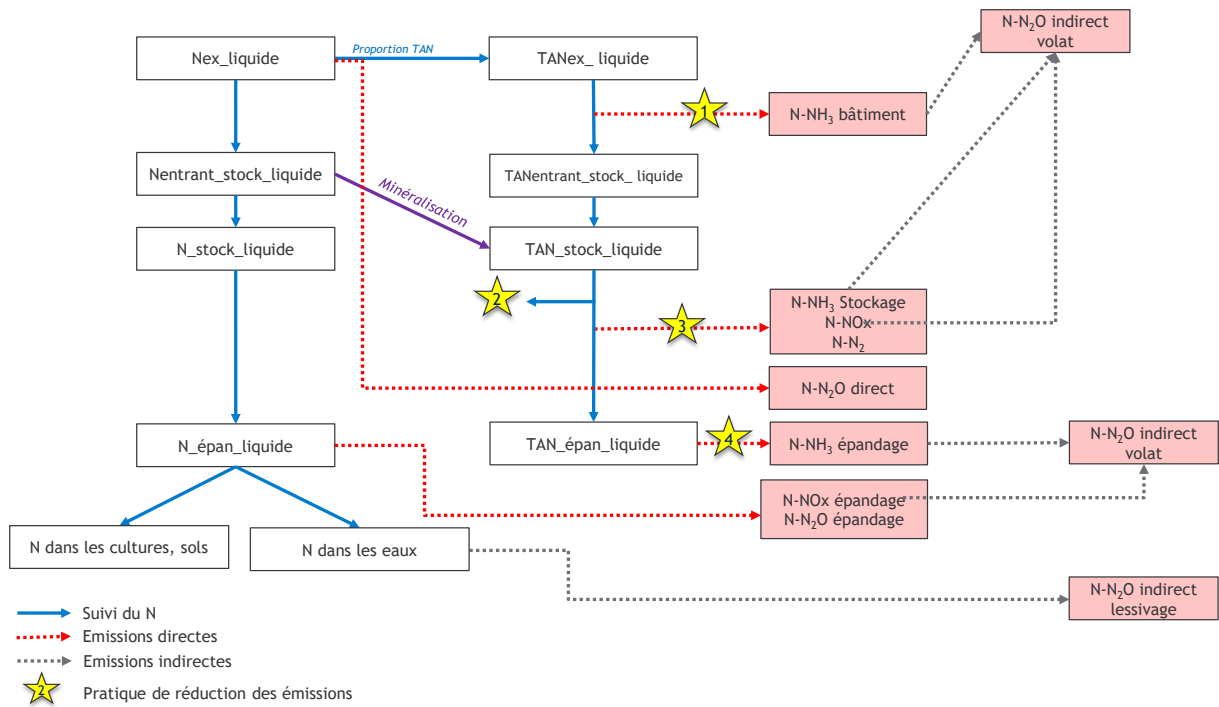 Nex_liquide
Proportion TAN
TANex_ liquide
N-N₂O indirect
volat
1
N-NH₃ bâtiment
Nentrant_stock_liquide
TANentrant_stock_ liquide
Minéralisation
N_stock_liquide
TAN_stock_liquide
2
3
N-NH₃ Stockage
N-NOx
N-N₂
N-N₂O direct
N_épan_liquide
TAN_épan_liquide
4
N-NH₃ épandage
N-N₂O indirect
volat
N-NOx épandage
N-N₂O épandage
N dans les cultures, sols
N dans les eaux
N-N₂O indirect
lessivage
Suivi du N
Emissions directes
Emissions indirectes
2
Pratique de réduction des émissions